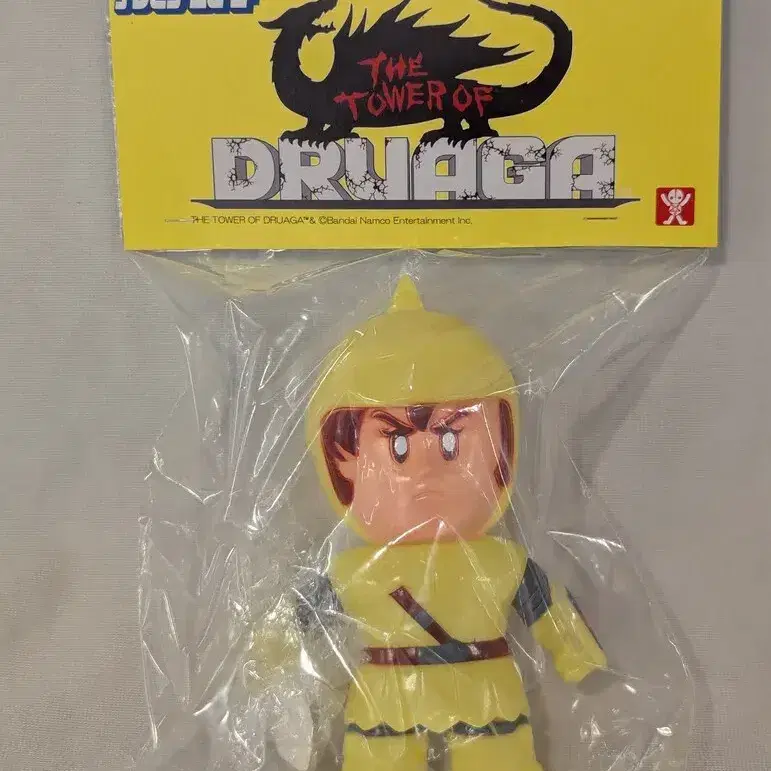 THE
TOWER OF
DRUAGA
THE TOWER OF DRUAGA™& ©Bandai Namco Entertainment Inc.